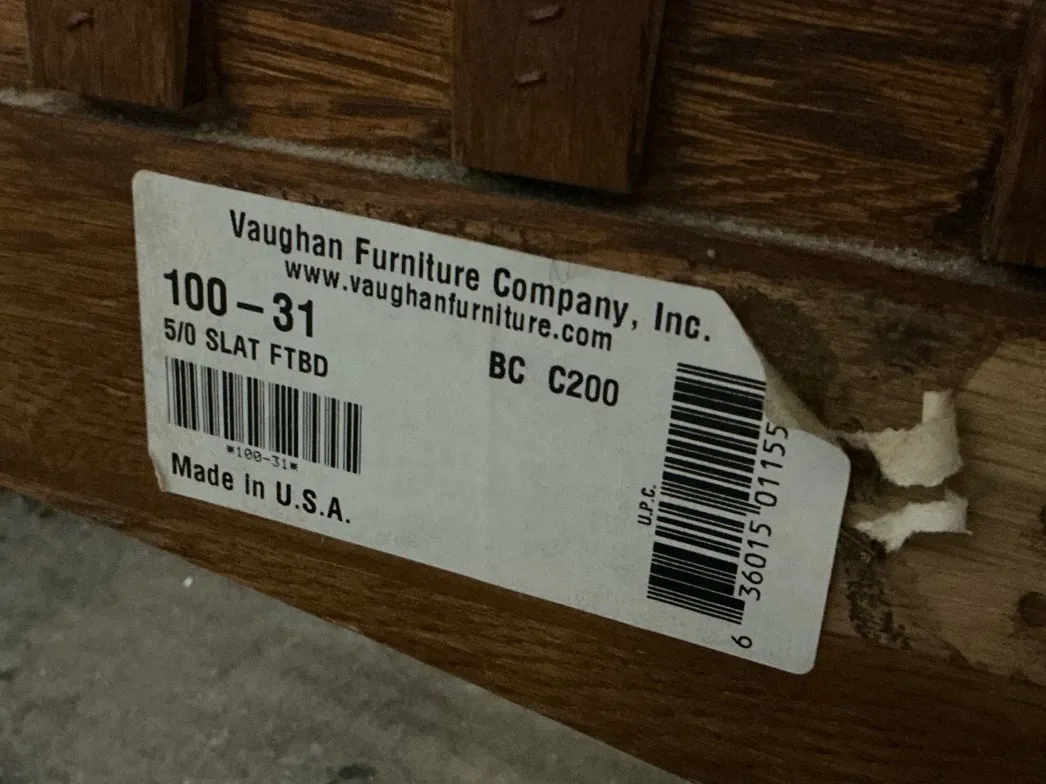 Vaughan Furniture Company, Inc.
www.vaughanfurniture.com
100-31
5/0 SLAT FTBD
BC C200
*100-31*
Made in U.S.A.
U.P.C.
6 36015 01155